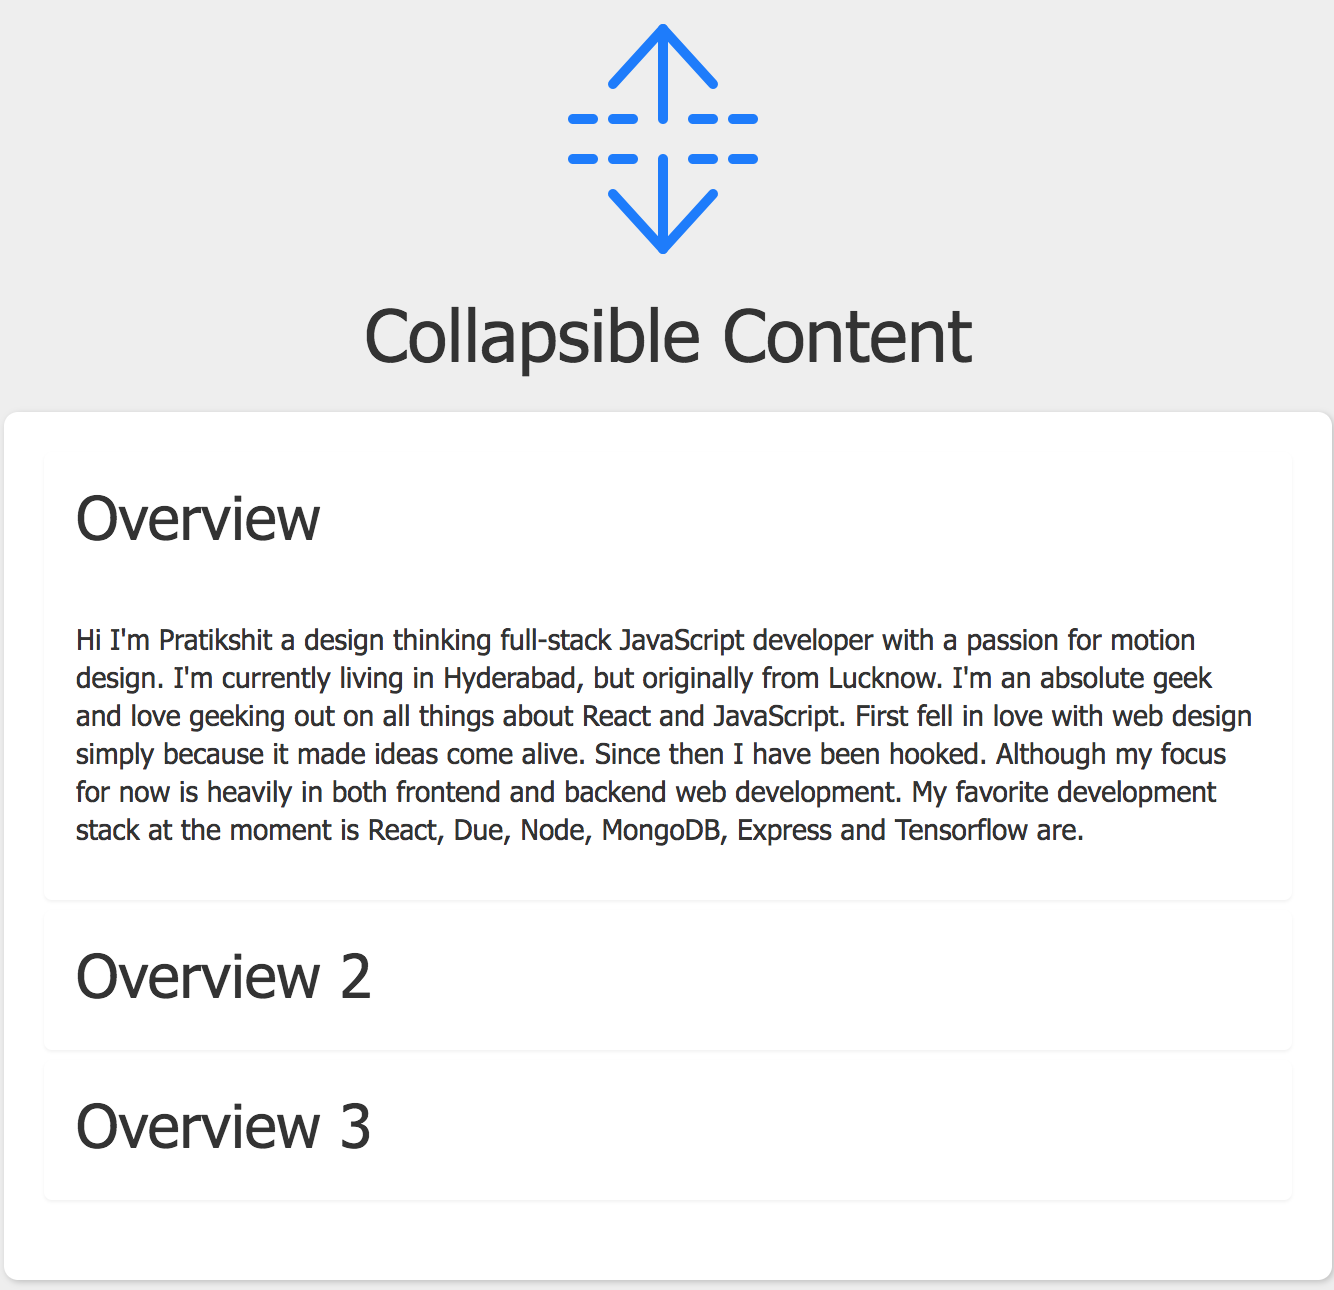 Collapsible Content
Overview
Hi I'm Pratikshit a design thinking full-stack JavaScript developer with a passion for motion
design. I'm currently living in Hyderabad, but originally from Lucknow. I'm an absolute geek
and love geeking out on all things about React and JavaScript. First fell in love with web design
simply because it made ideas come alive. Since then I have been hooked. Although my focus
for now is heavily in both frontend and backend web development. My favorite development
stack at the moment is React, Due, Node, MongoDB, Express and Tensorflow are.
Overview 2
Overview 3